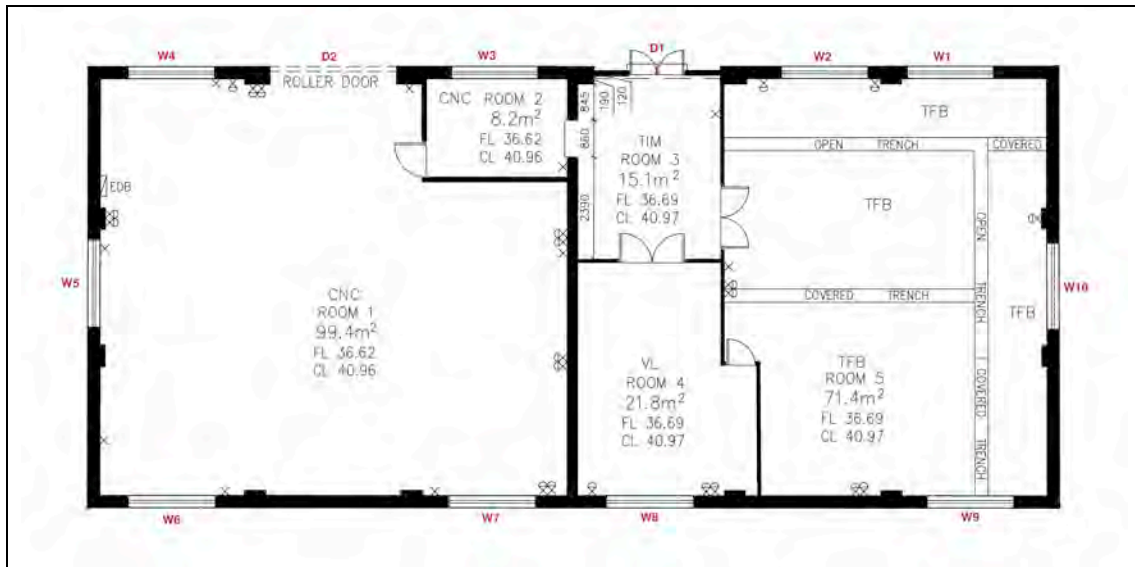 W4
D2
W3
D1
W2
W1
ROLLER DOOR
CNC ROOM 2
8.2m²
FL 36.62
CL 40.96
845
190
120
860
2390
TIM
ROOM 3
15.1m²
FL 36.69
CL 40.97
TFB
OPEN TRENCH
COVERED
TFB
EDB
OPEN TRENCH
W5
W10
CNC
ROOM 1
99.4m²
FL 36.62
CL 40.96
COVERED TRENCH
TFB
VL
ROOM 4
21.8m²
FL 36.69
CL 40.97
TFB
ROOM 5
71.4m²
FL 36.69
CL 40.97
COVERED TRENCH
W6
W7
W8
W9